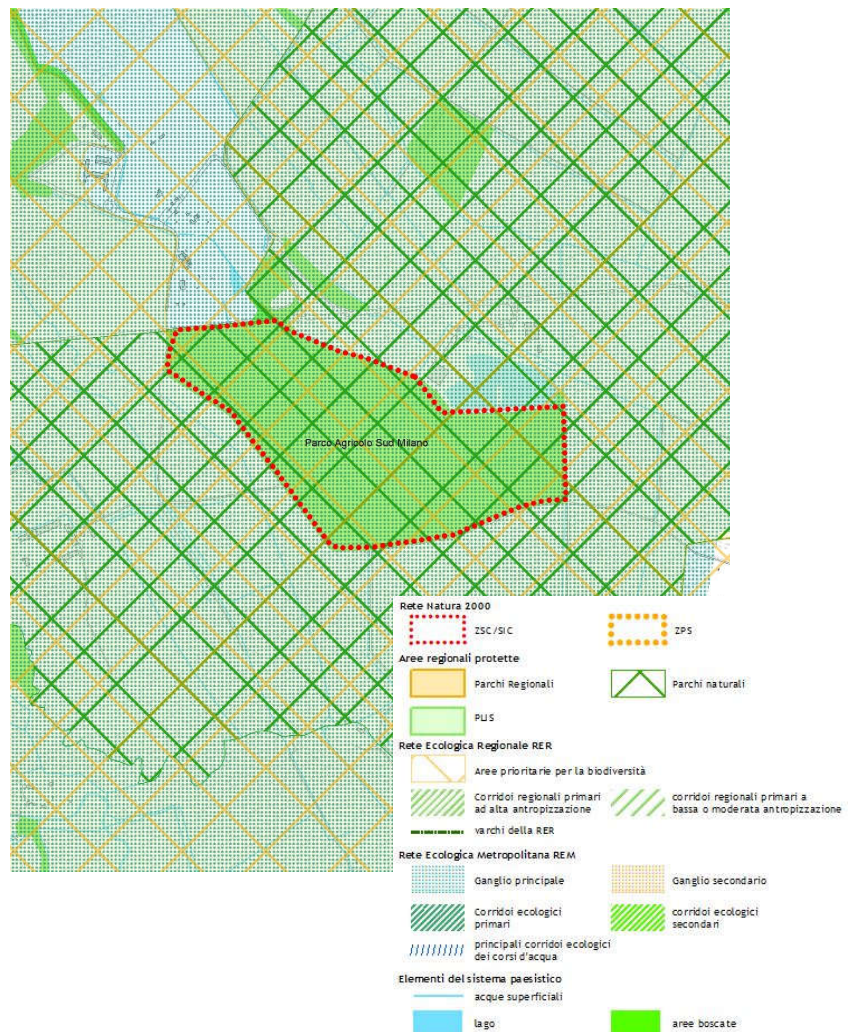 Parco Agricolo Sud Milano
Rete Natura 2000
ZSC/SIC
ZPS
Aree regionali protette
Parchi Regionali
Parchi naturali
PLIS
Rete Ecologica Regionale RER
Aree prioritarie per la biodiversità
Corridoi regionali primari
ad alta antropizzazione
corridoi regionali primari a
bassa o moderata antropizzazione
varchi della RER
Rete Ecologica Metropolitana REM
Ganglio principale
Ganglio secondario
Corridoi ecologici
primari
corridoi ecologici
secondari
principali corridoi ecologici
dei corsi d'acqua
Elementi del sistema paesistico
acque superficiali
lago
aree boscate